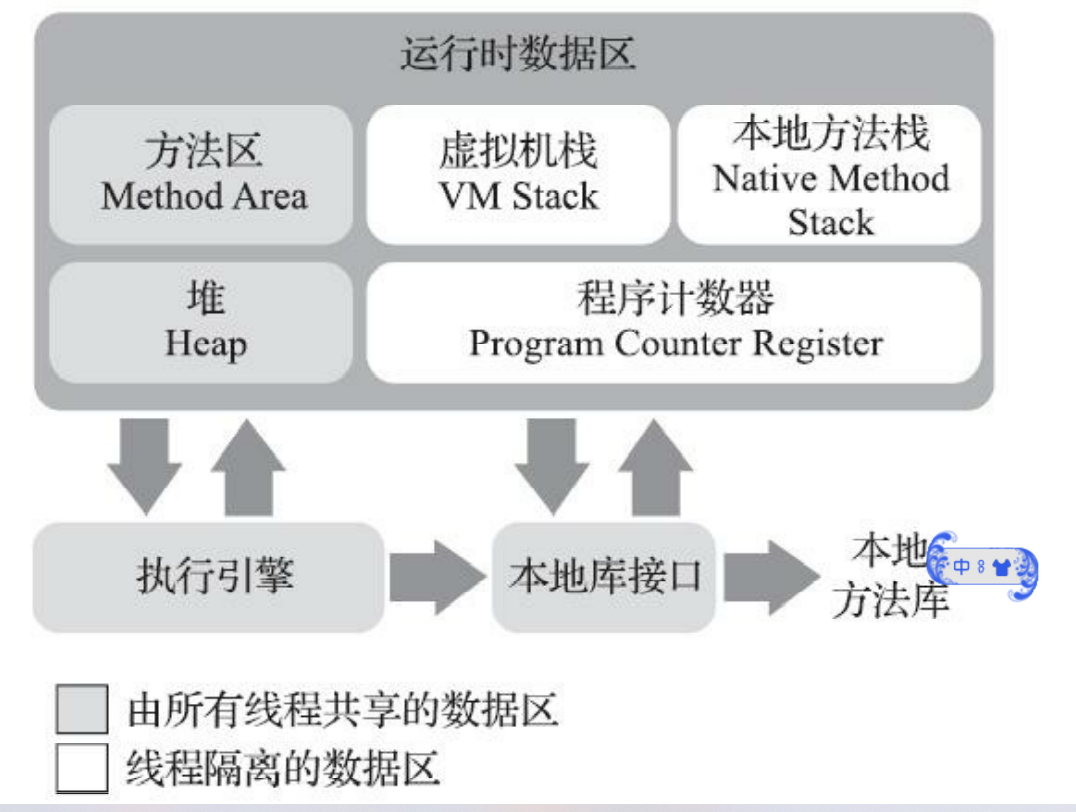 运行时数据区
方法区
Method Area
虚拟机栈
VM Stack
本地方法栈
Native Method
Stack
堆
Heap
程序计数器
Program Counter Register
执行引擎
本地库接口
本地
方法库
中
由所有线程共享的数据区
线程隔离的数据区